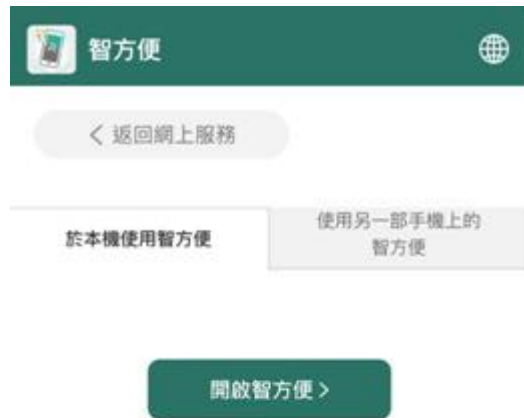 智方便
< 返回網上服務
於本機使用智方便
使用另一部手機上的
智方便
開啟智方便 >